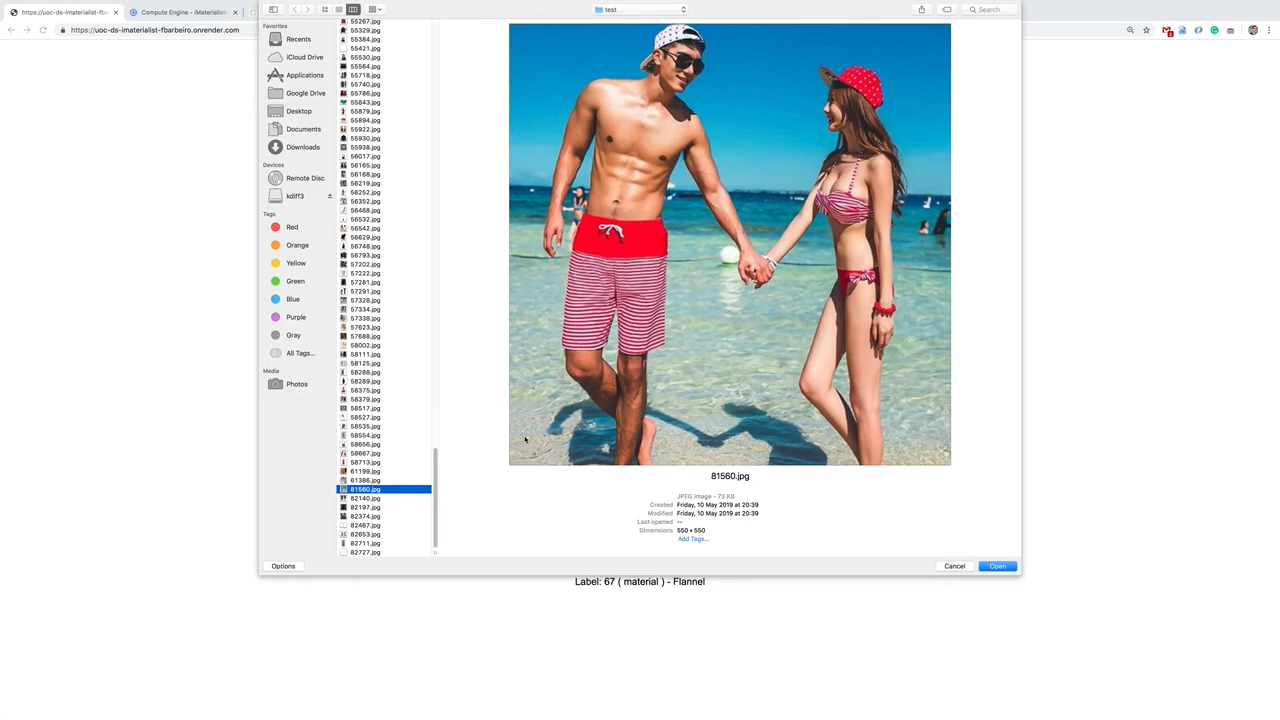 https://uoc-ds-imaterialist-fba
Compute Engine - iMaterialist
https://uoc-ds-imaterialist-fbarbeiro.onrender.com
test
Search
Favorites
Recents
iCloud Drive
Applications
Google Drive
Desktop
Documents
Downloads
Devices
Remote Disc
kdiff3
Tags
Red
Orange
Yellow
Green
Blue
Purple
Gray
All Tags...
Media
Photos
55267.jpg
55329.jpg
55384.jpg
55421.jpg
55530.jpg
55564.jpg
55718.jpg
55740.jpg
55786.jpg
55843.jpg
55879.jpg
55894.jpg
55922.jpg
55930.jpg
55938.jpg
56017.jpg
56165.jpg
56168.jpg
56219.jpg
56252.jpg
56352.jpg
56468.jpg
56532.jpg
56542.jpg
56629.jpg
56748.jpg
56793.jpg
57202.jpg
57222.jpg
57281.jpg
57291.jpg
57328.jpg
57334.jpg
57338.jpg
57623.jpg
57688.jpg
58002.jpg
58111.jpg
58125.jpg
58288.jpg
58289.jpg
58375.jpg
58379.jpg
58517.jpg
58527.jpg
58535.jpg
58554.jpg
58656.jpg
58667.jpg
58713.jpg
61199.jpg
61386.jpg
81560.jpg
82140.jpg
82197.jpg
82374.jpg
82467.jpg
82653.jpg
82711.jpg
82727.jpg
81560.jpg
JPEG image - 73 KB
Created Friday, 10 May 2019 at 20:39
Modified Friday, 10 May 2019 at 20:39
Last opened --
Dimensions 550 × 550
Add Tags...
Options
Cancel
Open
Label: 67 ( material ) - Flannel